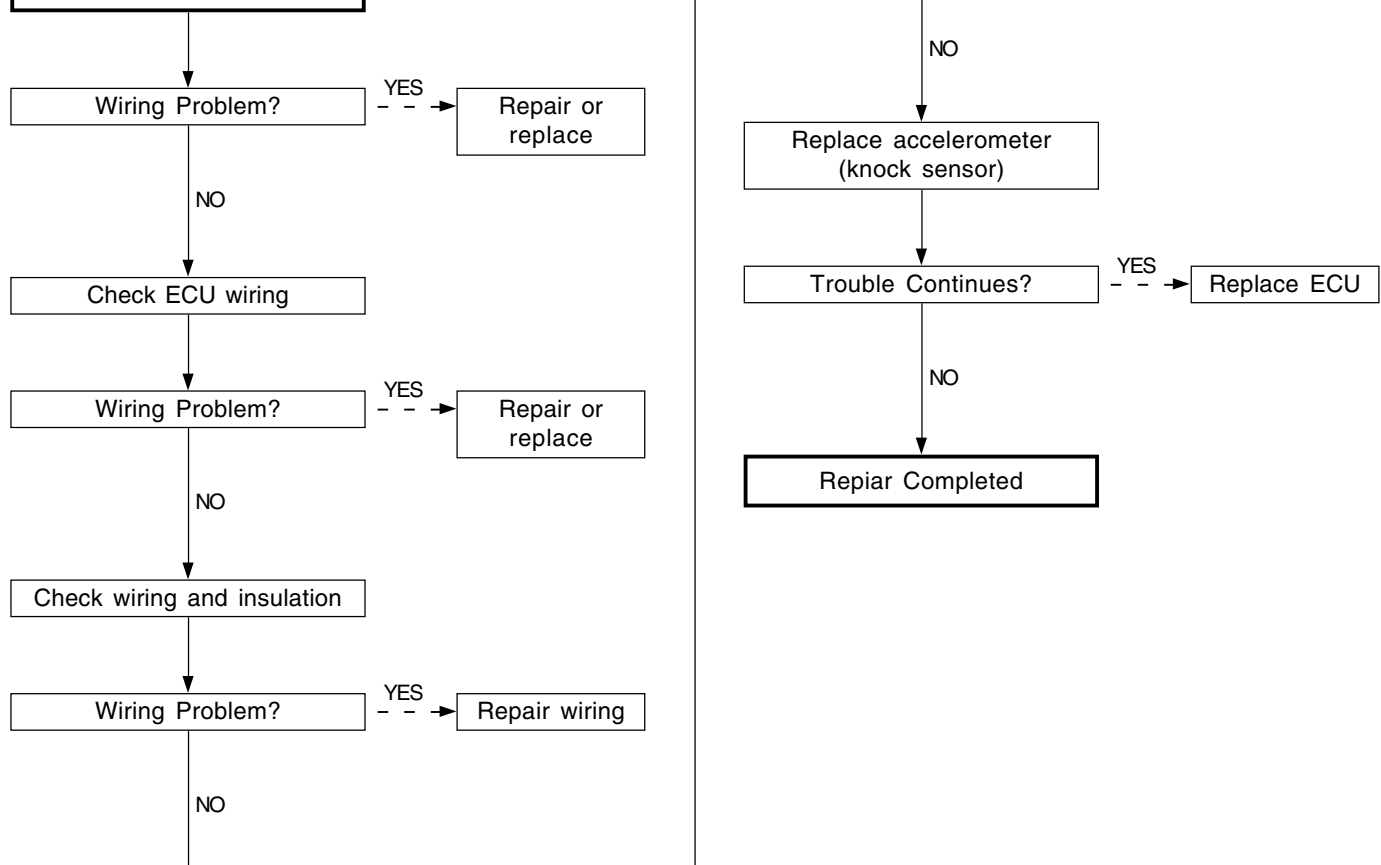 Wiring Problem?
YES
Repair or
replace
NO
Check ECU wiring
Wiring Problem?
YES
Repair or
replace
NO
Check wiring and insulation
Wiring Problem?
YES
Repair wiring
NO
NO
Replace accelerometer
(knock sensor)
Trouble Continues?
YES
Replace ECU
NO
Repiar Completed